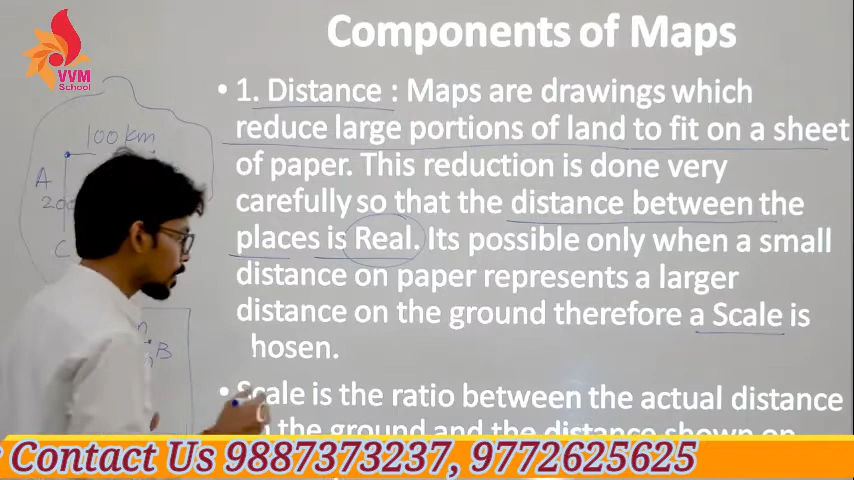 VVM
School
Components of Maps
• 1. Distance : Maps are drawings which
reduce large portions of land to fit on a sheet
of paper. This reduction is done very
carefully so that the distance between the
places is Real. Its possible only when a small
distance on paper represents a larger
distance on the ground therefore a Scale is
hosen.
• Scale is the ratio between the actual distance
the ground and the distance shown on
100 km
A
200
C
B
Contact Us 9887373237, 9772625625